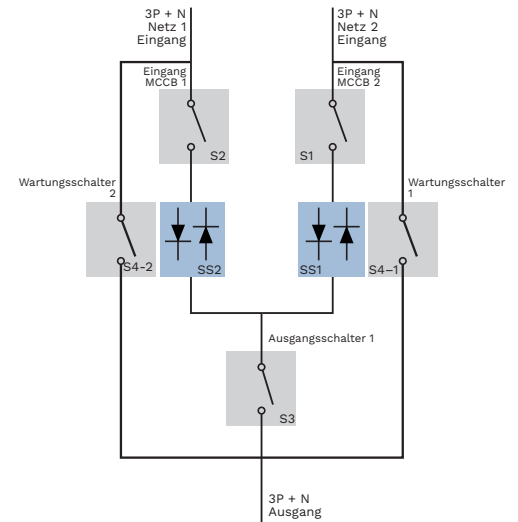 3P + N
Netz 1
Eingang
3P + N
Netz 2
Eingang
Eingang
MCCB 1
Eingang
MCCB 2
S2
S1
Wartungsschalter
2
Wartungsschalter
1
S4-2
SS2
SS1
S4–1
Ausgangsschalter 1
S3
3P + N
Ausgang